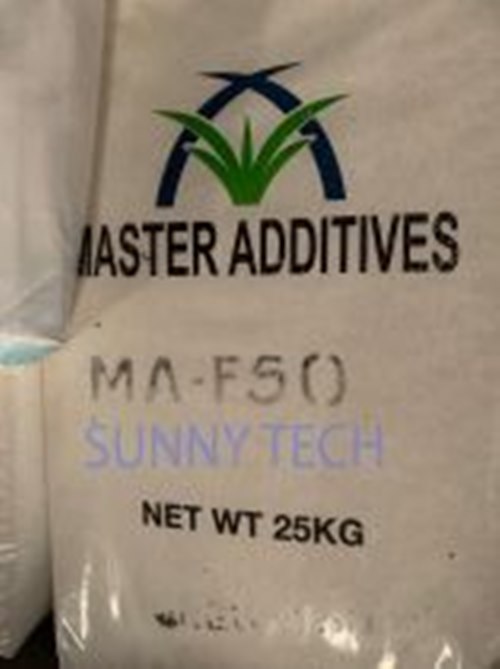 MASTER ADDITIVES
MA-F50
SUNNY TECH
NET WT 25KG